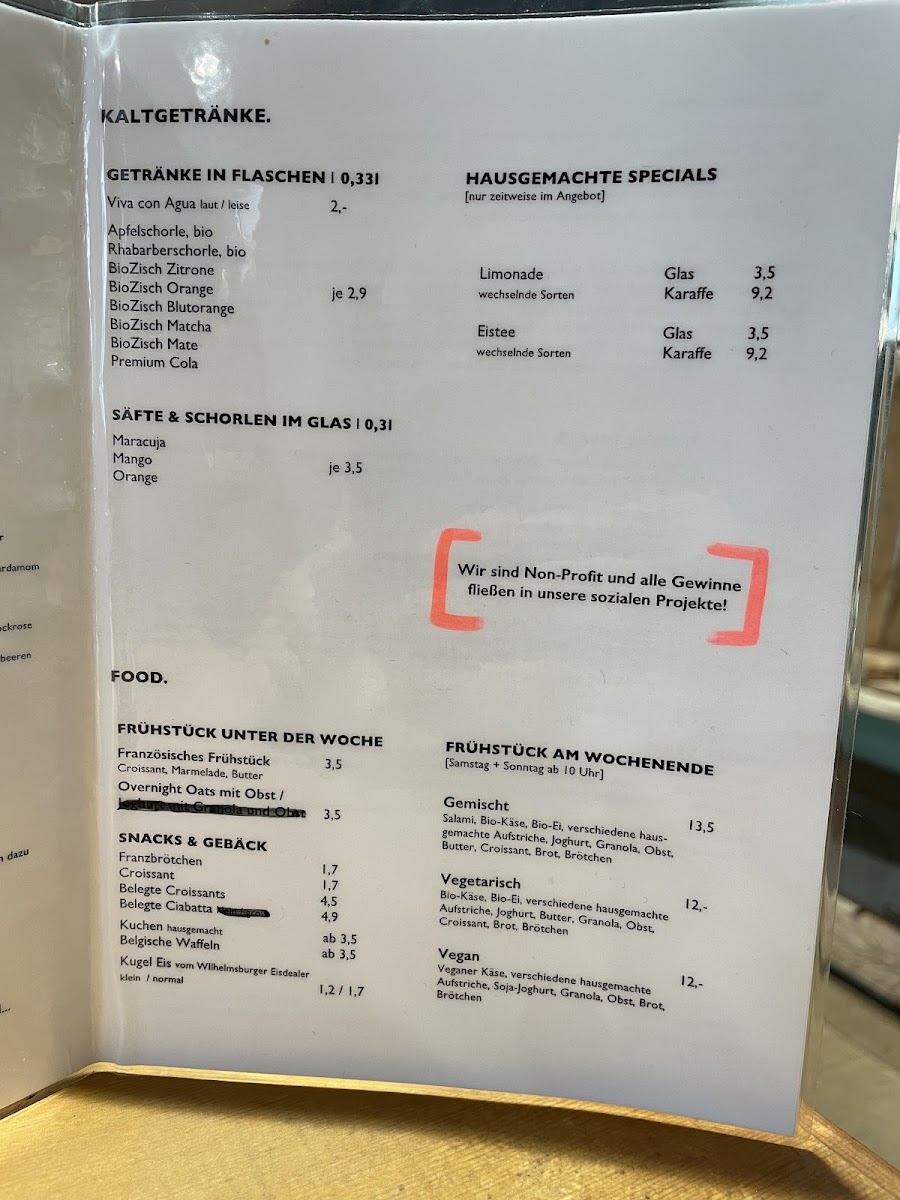 KALTGETRÄNKE.
GETRÄNKE IN FLASCHEN | 0,33l
Viva con Agua laut / leise 2,-
Apfelschorle, bio
Rhabarberschorle, bio
BioZisch Zitrone
BioZisch Orange je 2,9
BioZisch Blutorange
BioZisch Matcha
BioZisch Mate
Premium Cola
SÄFTE & SCHORLEN IM GLAS | 0,3l
Maracuja
Mango je 3,5
Orange
HAUSGEMACHTE SPECIALS
[nur zeitweise im Angebot]
Limonade Glas 3,5
wechselnde Sorten Karaffe 9,2
Eistee Glas 3,5
wechselnde Sorten Karaffe 9,2
Wir sind Non-Profit und alle Gewinne
fließen in unsere sozialen Projekte!
FOOD.
FRÜHSTÜCK UNTER DER WOCHE
Französisches Frühstück 3,5
Croissant, Marmelade, Butter
Overnight Oats mit Obst /
Joghurt mit Granola und Obst 3,5
SNACKS & GEBÄCK
Franzbrötchen 1,7
Croissant 1,7
Belegte Croissants 4,5
Belegte Ciabatta 4,9
Kuchen hausgemacht ab 3,5
Belgische Waffeln ab 3,5
Kugel Eis vom WIlhelmsburger Eisdealer
klein / normal 1,2 / 1,7
FRÜHSTÜCK AM WOCHENENDE
[Samstag + Sonntag ab 10 Uhr]
Gemischt 13,5
Salami, Bio-Käse, Bio-Ei, verschiedene haus-
gemachte Aufstriche, Joghurt, Granola, Obst,
Butter, Croissant, Brot, Brötchen
Vegetarisch 12,-
Bio-Käse, Bio-Ei, verschiedene hausgemachte
Aufstriche, Joghurt, Butter, Granola, Obst,
Croissant, Brot, Brötchen
Vegan 12,-
Veganer Käse, verschiedene hausgemachte
Aufstriche, Soja-Joghurt, Granola, Obst, Brot,
Brötchen
beeren
dazu